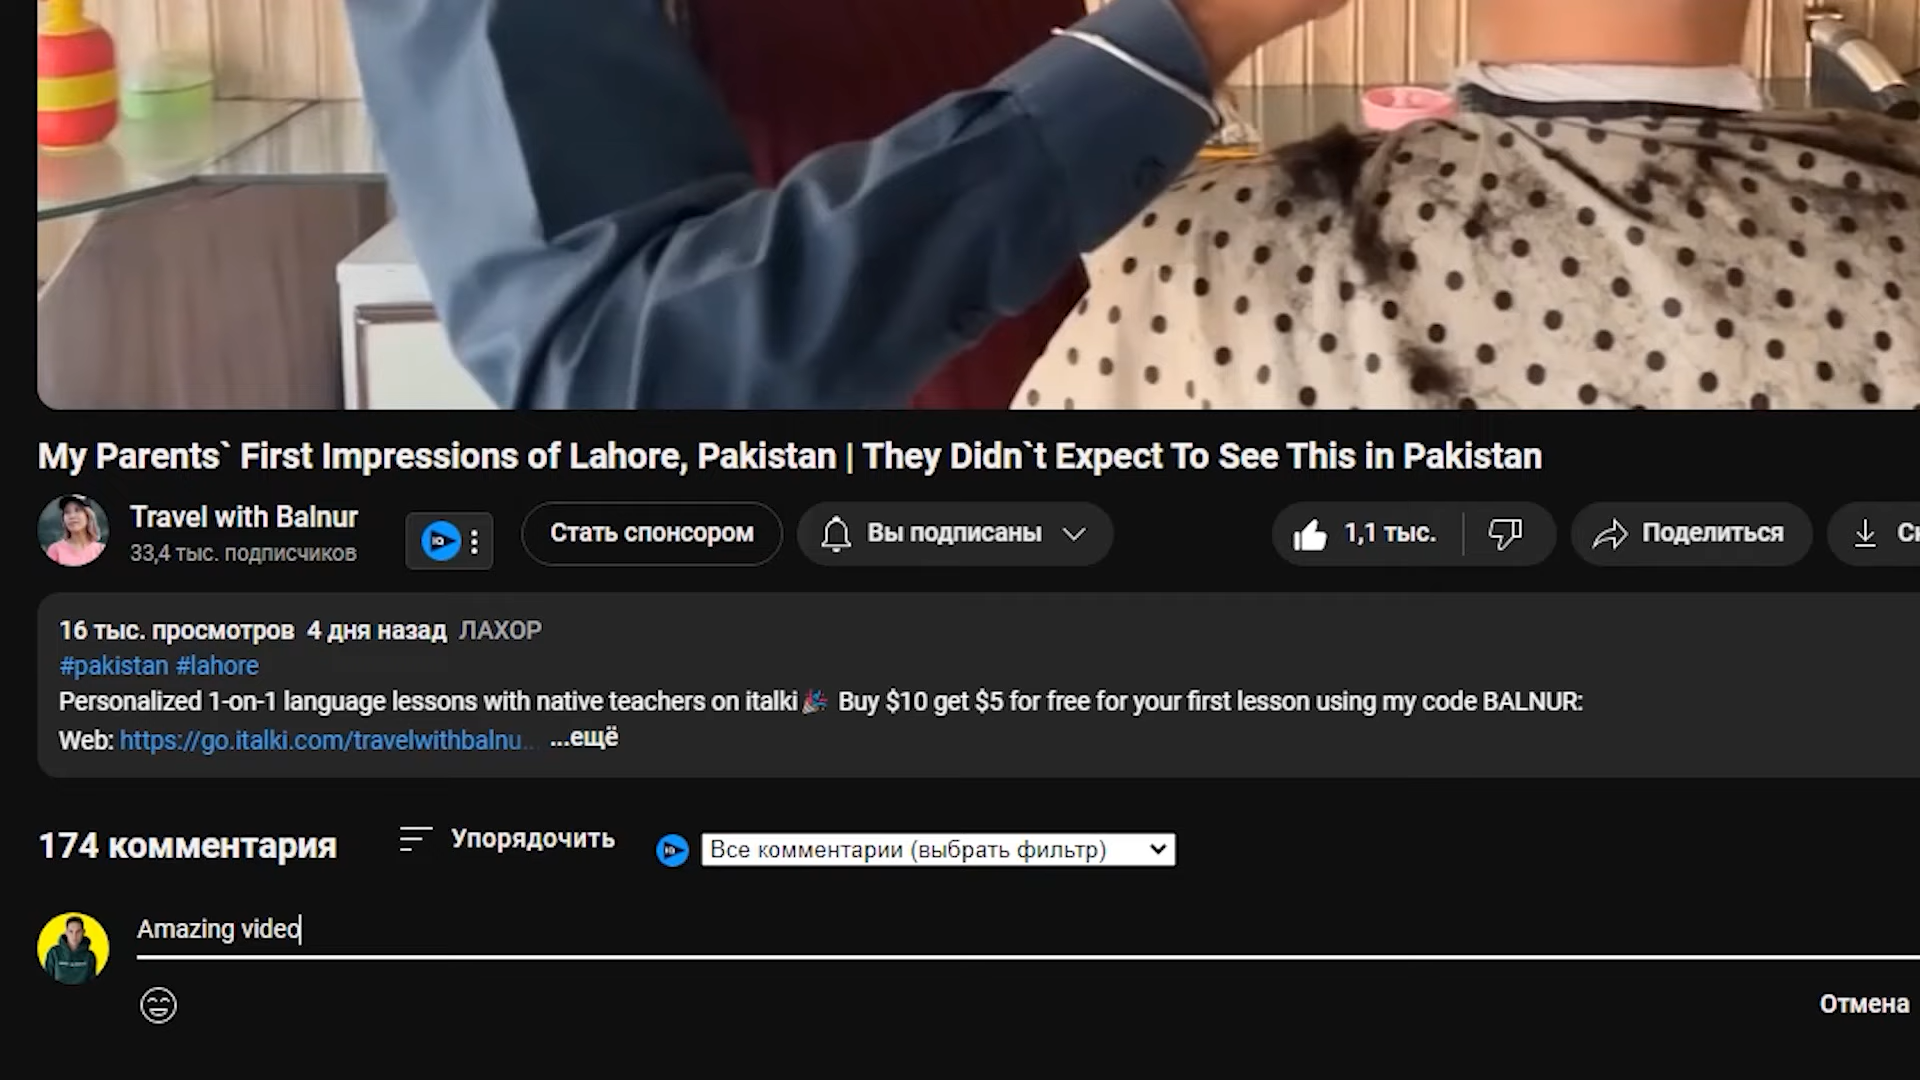 My Parents` First Impressions of Lahore, Pakistan | They Didn`t Expect To See This in Pakistan
Travel with Balnur
33,4 тыс. подписчиков
Стать спонсором
Вы подписаны
1,1 тыс.
Поделиться
16 тыс. просмотров 4 дня назад ЛАХОР
#pakistan #lahore
Personalized 1-on-1 language lessons with native teachers on italki🎉 Buy $10 get $5 for free for your first lesson using my code BALNUR:
Web: https://go.italki.com/travelwithbalnu... ...ещё
174 комментария
Упорядочить
Все комментарии (выбрать фильтр)
Amazing video
Отмена